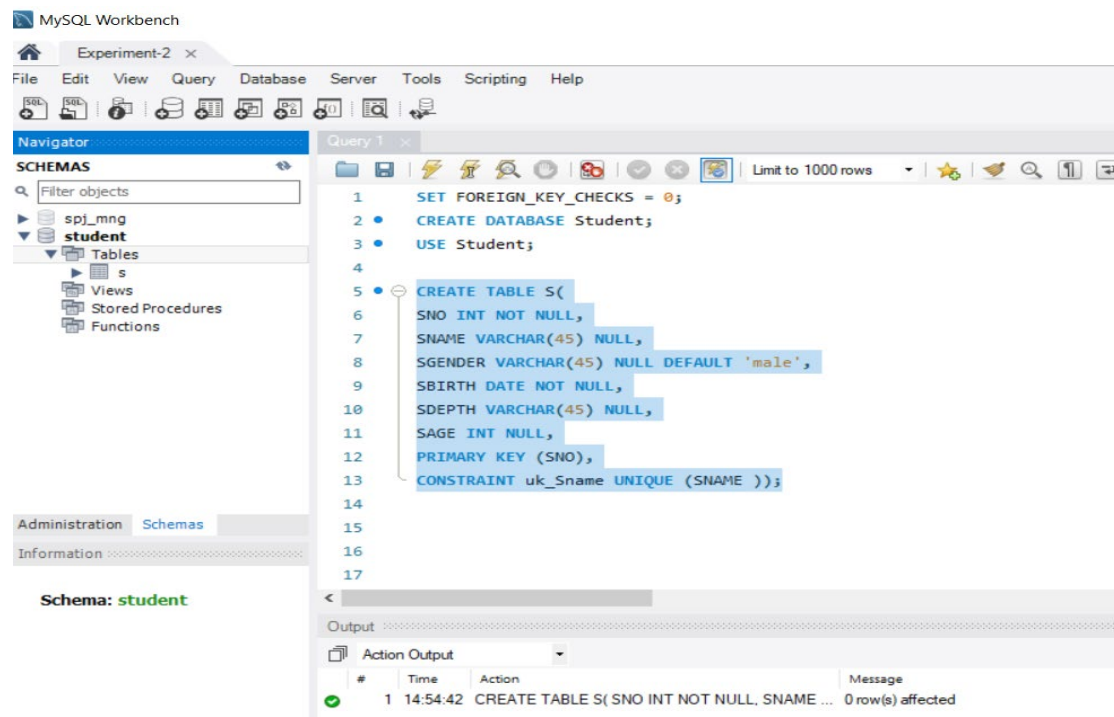 MySQL Workbench
Experiment-2 ×
File Edit View Query Database Server Tools Scripting Help
Navigator
SCHEMAS
Filter objects
spj_mng
student
Tables
s
Views
Stored Procedures
Functions
Administration Schemas
Information
Schema: student
Query 1 ×
Limit to 1000 rows
1 SET FOREIGN_KEY_CHECKS = 0;
2 CREATE DATABASE Student;
3 USE Student;
4
5 CREATE TABLE S(
6 SNO INT NOT NULL,
7 SNAME VARCHAR(45) NULL,
8 SGENDER VARCHAR(45) NULL DEFAULT 'male',
9 SBIRTH DATE NOT NULL,
10 SDEPTH VARCHAR(45) NULL,
11 SAGE INT NULL,
12 PRIMARY KEY (SNO),
13 CONSTRAINT uk_Sname UNIQUE (SNAME ));
14
15
16
17
Output
Action Output
# Time Action Message
1 14:54:42 CREATE TABLE S( SNO INT NOT NULL, SNAME ... 0 row(s) affected